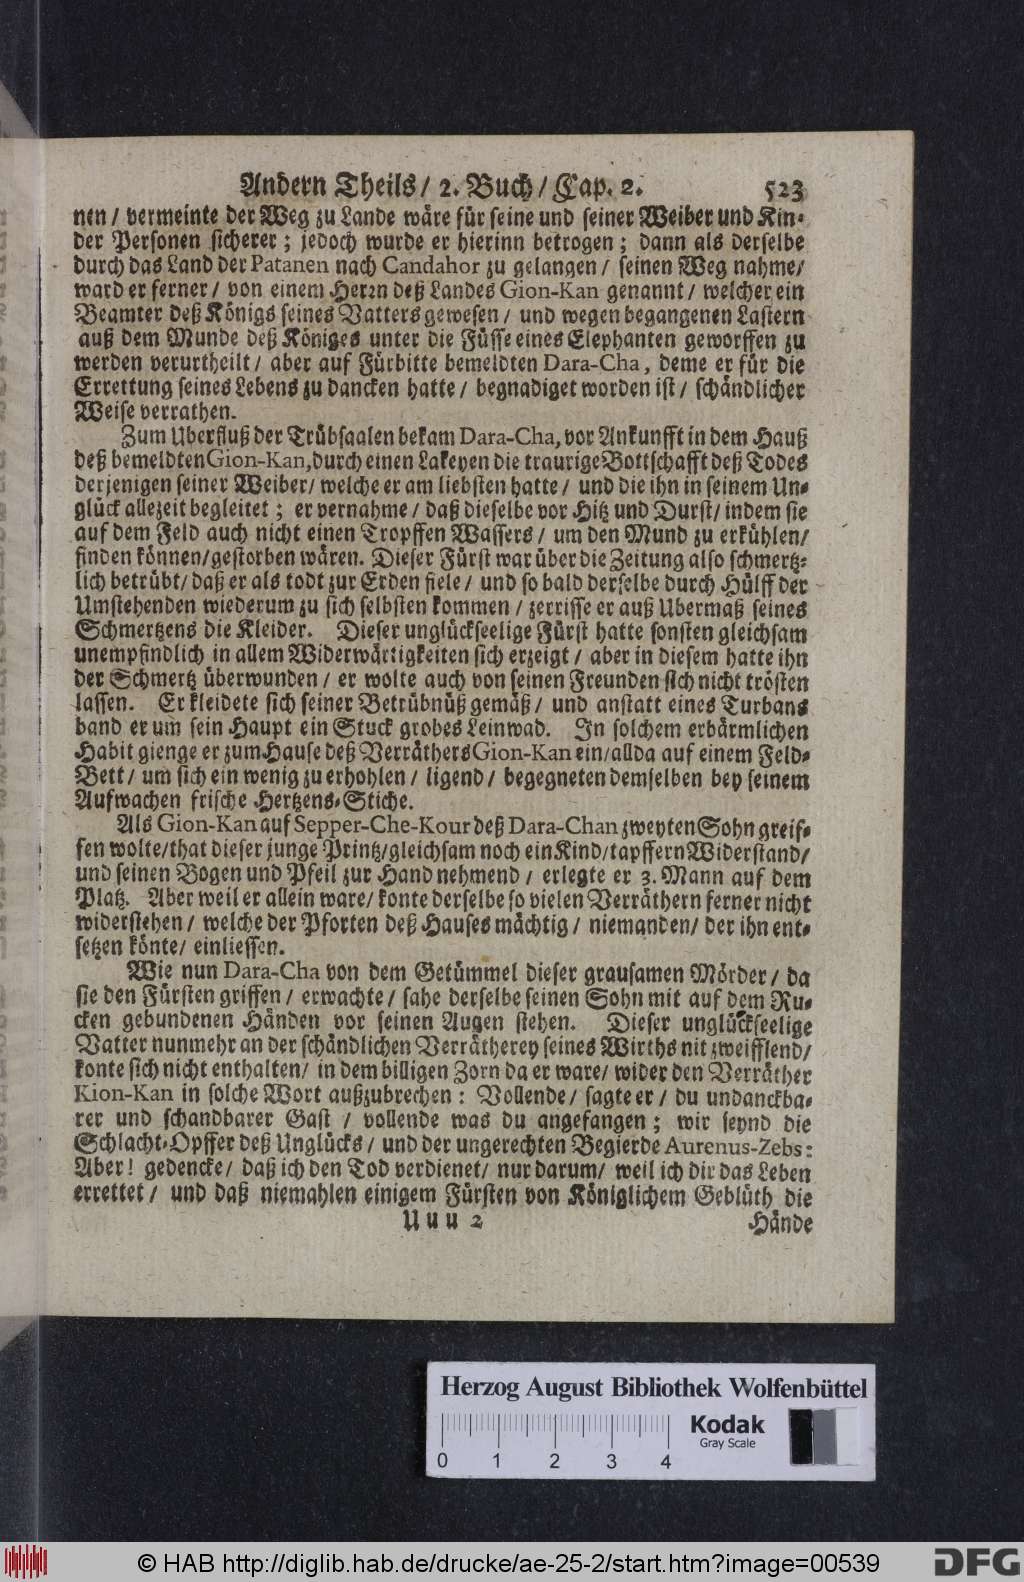 Andern Theils / 2. Buch / Cap. 2. 523
nen / vermeinte der Weg zu Lande wäre für seine und seiner Weiber und Kin-
der Personen sicherer ; jedoch wurde er hierinn betrogen ; dann als derselbe
durch das Land der Patanen nach Candahor zu gelangen / seinen Weg nahme /
ward er ferner / von einem Herrn deß Landes Gion-Kan genannt / welcher ein
Beamter deß Königs seines Vatters gewesen / und wegen begangenen Lastern
auß dem Munde deß Königes unter die Füsse eines Elephanten geworffen zu
werden verurtheilt / aber auf Fürbitte bemeldten Dara-Cha, deme er für die
Errettung seines Lebens zu dancken hatte / begnadiget worden ist / schändlicher
Weise verrathen.
Zum Uberfluß der Trübsaalen bekam Dara-Cha, vor Ankunfft in dem Hauß
deß bemeldten Gion-Kan, durch einen Lakeyen die traurige Bottschafft deß Todes
derjenigen seiner Weiber / welche er am liebsten hatte / und die ihn in seinem Un-
glück allezeit begleitet ; er vernahme / daß dieselbe vor Hitz und Durst / indem sie
auf dem Feld auch nicht einen Tropffen Wassers / um den Mund zu erkühlen /
finden können / gestorben wären. Dieser Fürst war über die Zeitung also schmertz-
lich betrübt / daß er als todt zur Erden fiele / und so bald derselbe durch Hülff der
Umstehenden wiederum zu sich selbsten kommen / zerrisse er auß Ubermaß seines
Schmertzens die Kleider. Dieser unglückseelige Fürst hatte sonsten gleichsam
unempfindlich in allem Widerwärtigkeiten sich erzeigt / aber in diesem hatte ihn
der Schmertz überwunden / er wolte auch von seinen Freunden sich nicht trösten
lassen. Er kleidete sich seiner Betrübnüß gemäß / und anstatt eines Turbans
band er um sein Haupt ein Stuck grobes Leinwad. In solchem erbärmlichen
Habit gienge er zum Hause deß Verräthers Gion-Kan ein / allda auf einem Feld-
Bett / um sich ein wenig zu erhohlen / ligend / begegneten demselben bey seinem
Aufwachen frische Hertzens-Stiche.
Als Gion-Kan auf Sepper-Che-Kour deß Dara-Chan zweyten Sohn greif-
fen wolte / that dieser junge Printz / gleichsam noch ein Kind / tapffern Widerstand /
und seinen Bogen und Pfeil zur Hand nehmend / erlegte er 3. Mann auf dem
Platz. Aber weil er allein ware / konte derselbe so vielen Verräthern ferner nicht
widerstehen / welche der Pforten deß Hauses mächtig / niemanden / der ihn ent-
setzen könte / einliessen.
Wie nun Dara-Cha von dem Getümmel dieser grausamen Mörder / da
sie den Fürsten griffen / erwachte / sahe derselbe seinen Sohn mit auf dem Ru-
cken gebundenen Händen vor seinen Augen stehen. Dieser unglückseelige
Vatter nunmehr an der schändlichen Verrätherey seines Wirths nit zweifflend /
konte sich nicht enthalten / in dem billigen Zorn da er ware / wider den Verräther
Kion-Kan in solche Wort außzubrechen : Vollende / sagte er / du undanckba-
rer und schandbarer Gast / vollende was du angefangen ; wir seynd die
Schlacht-Opffer deß Unglücks / und der ungerechten Begierde Aurenus-Zebs :
Aber ! gedencke / daß ich den Tod verdienet / nur darum / weil ich dir das Leben
errettet / und daß niemahlen einigem Fürsten von Königlichem Geblüth die
Uuu 2 Hände
Herzog August Bibliothek Wolfenbüttel
Kodak
Gray Scale
0 1 2 3 4
© HAB http://diglib.hab.de/drucke/ae-25-2/start.htm?image=00539
DFG